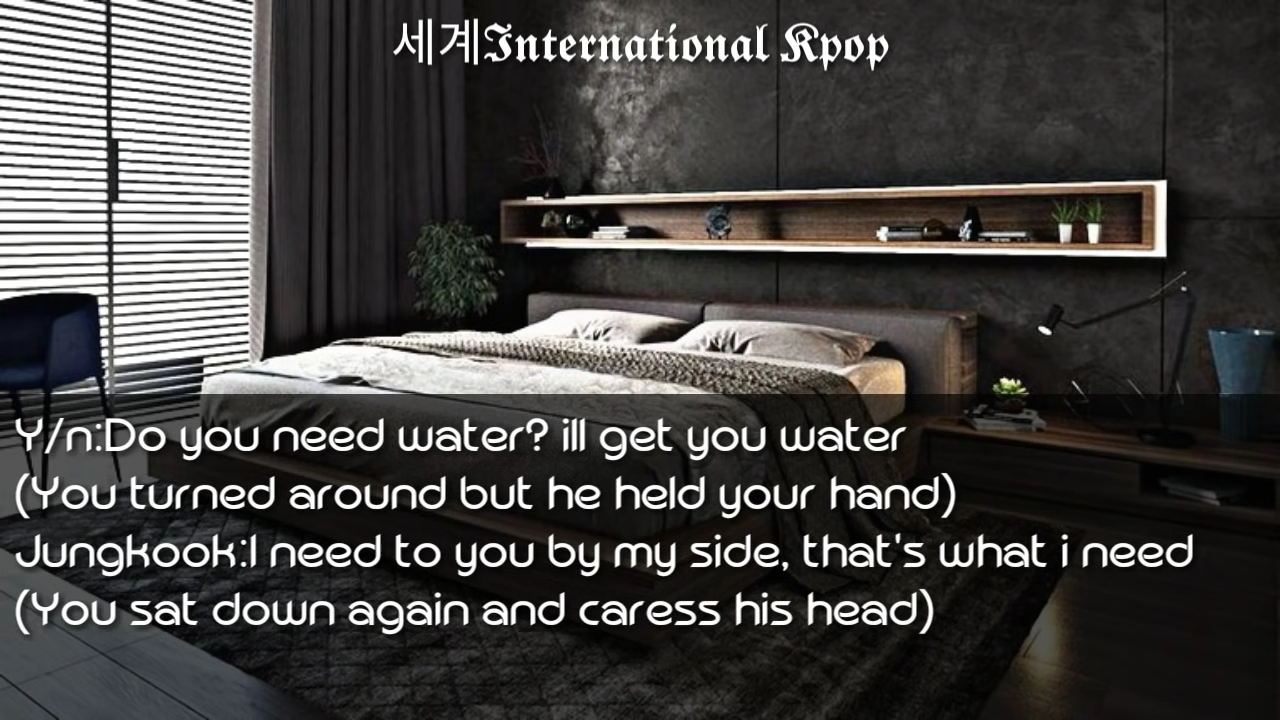 세계International Kpop
Y/n:Do you need water? ill get you water
(You turned around but he held your hand)
Jungkook:I need to you by my side, that's what i need
(You sat down again and caress his head)